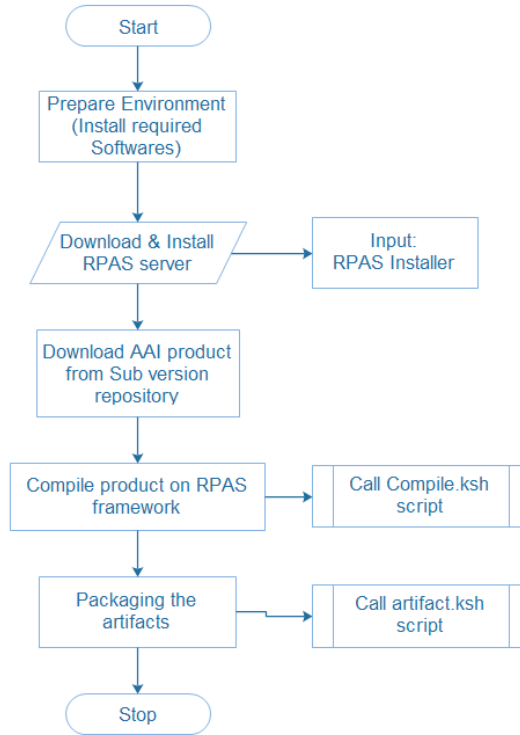 Start
Prepare Environment
(Install required
Softwares)
Download & Install
RPAS server
Input:
RPAS Installer
Download AAI product
from Sub version
repository
Compile product on RPAS
framework
Call Compile.ksh
script
Packaging the
artifacts
Call artifact.ksh
script
Stop